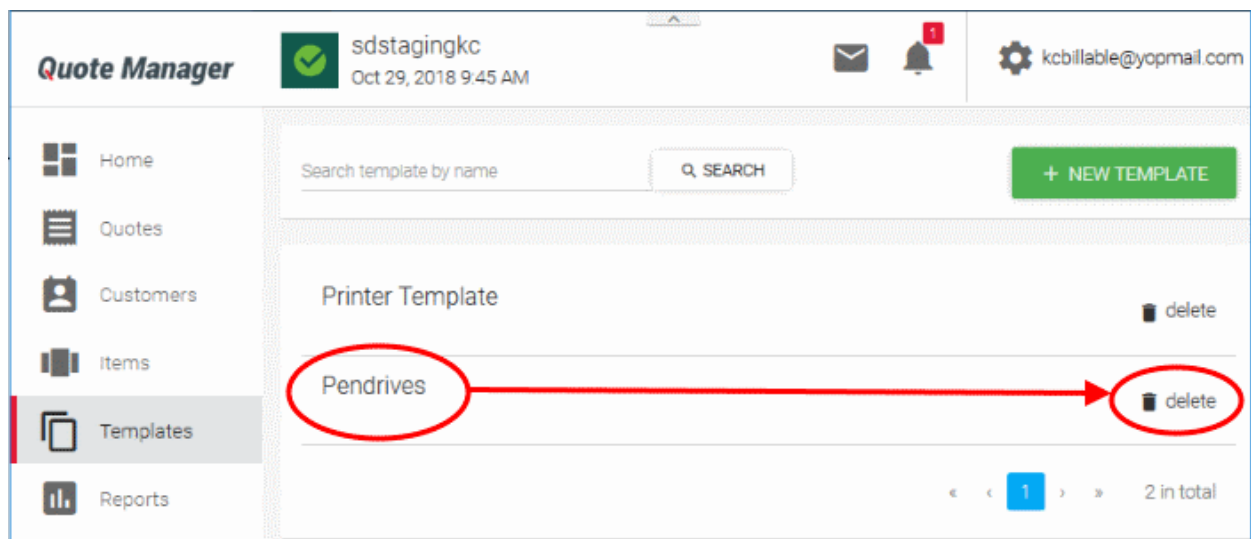 Quote Manager
sdstagingkc
Oct 29, 2018 9:45 AM
1
kcbillable@yopmail.com
Home
Quotes
Customers
Items
Templates
Reports
Search template by name
SEARCH
+ NEW TEMPLATE
Printer Template
delete
Pendrives
delete
« ‹ 1 › » 2 in total